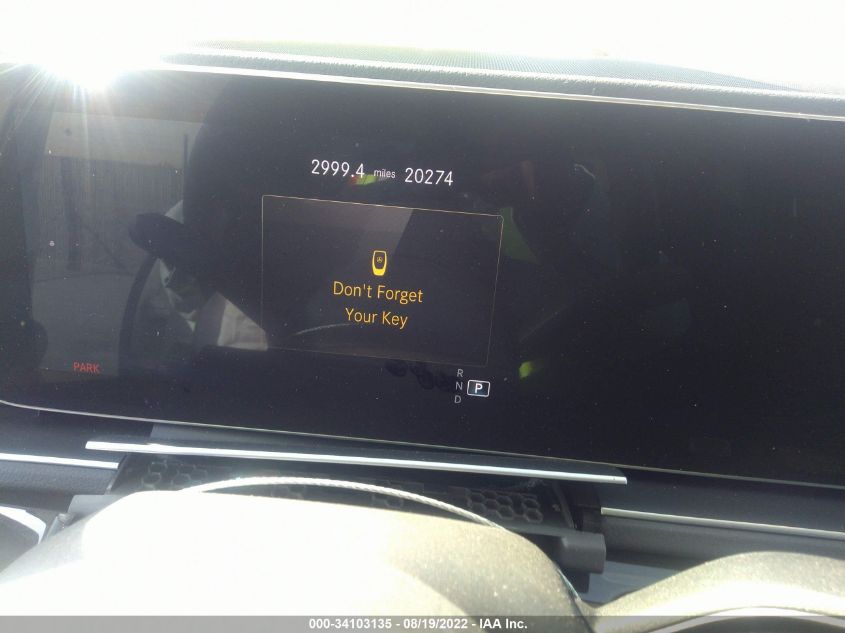 2999.4 miles 20274
Don't Forget
Your Key
PARK
R
N P
D
000-34103135 - 08/19/2022 - IAA Inc.